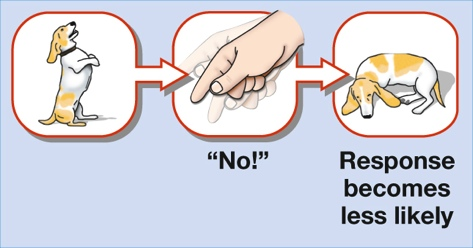 “No!”
Response
becomes
less likely